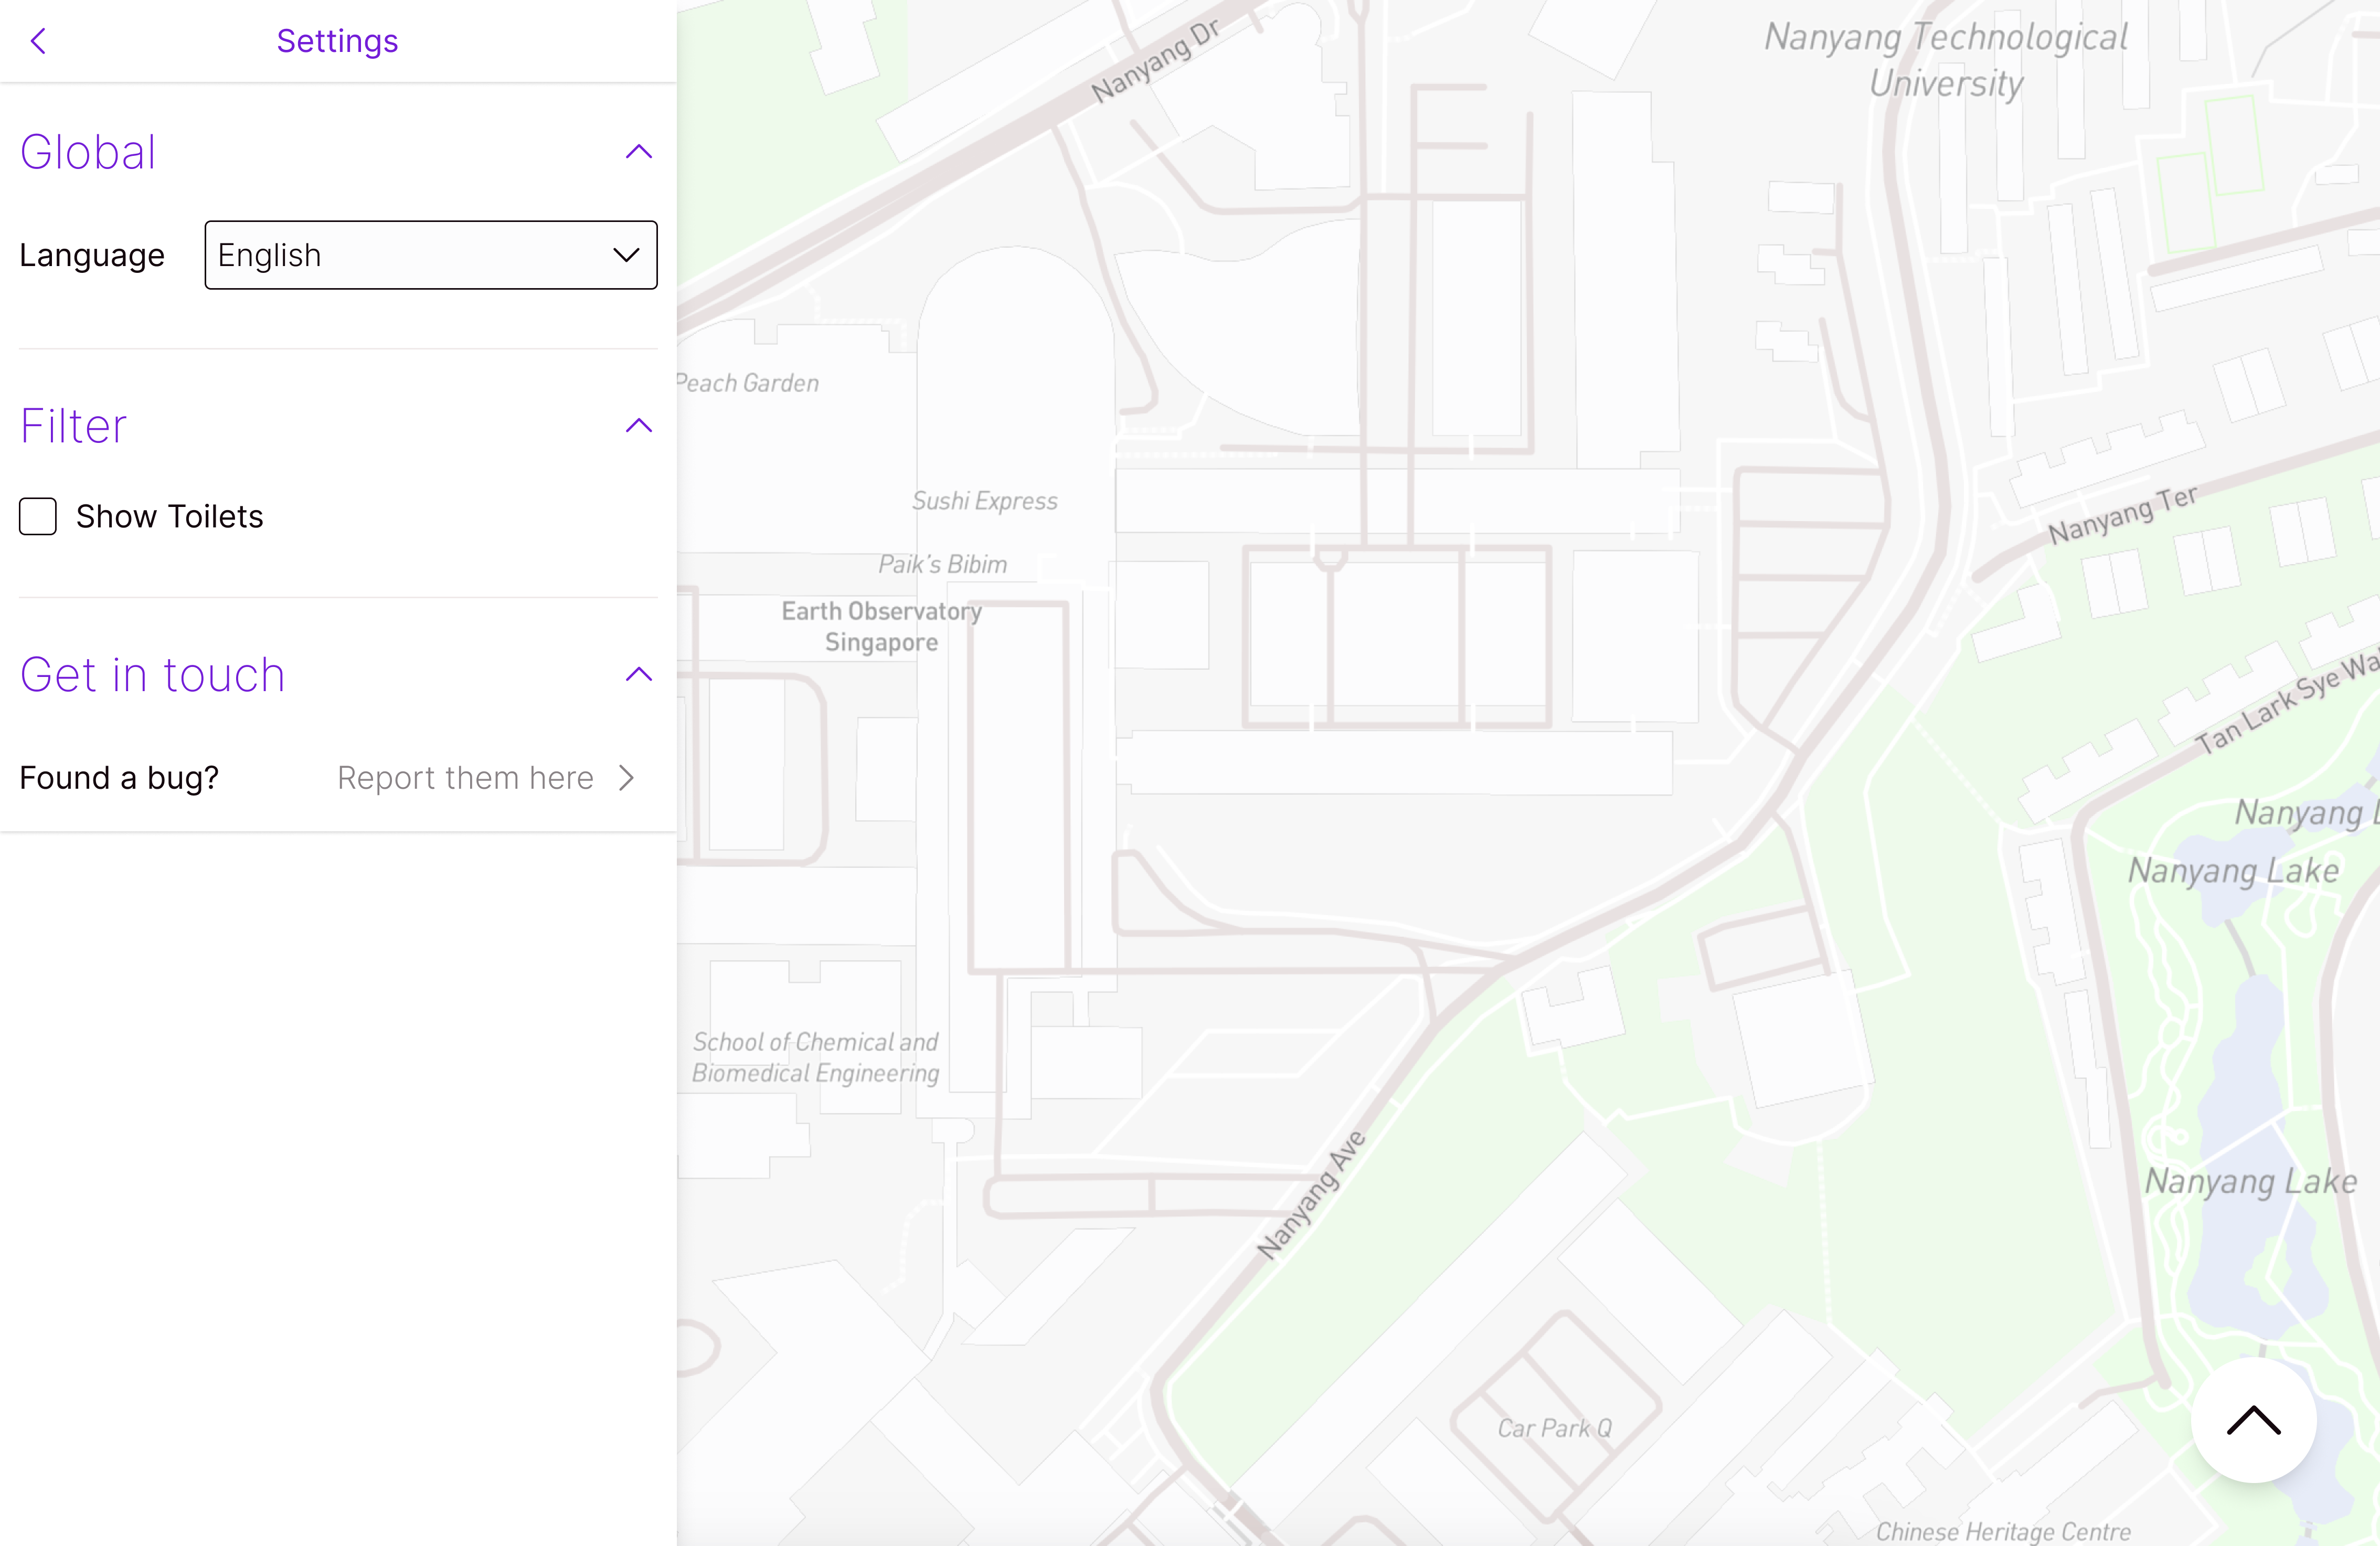 Settings
Global
Language
English
Filter
Show Toilets
Get in touch
Found a bug?
Report them here
Nanyang Dr
Nanyang Technological
University
Peach Garden
Sushi Express
Paik's Bibim
Earth Observatory
Singapore
Nanyang Ter
Tan Lark Sye Wal
Nanyang L
Nanyang Lake
School of Chemical and
Biomedical Engineering
Nanyang Ave
Nanyang Lake
Car Park Q
Chinese Heritage Centre